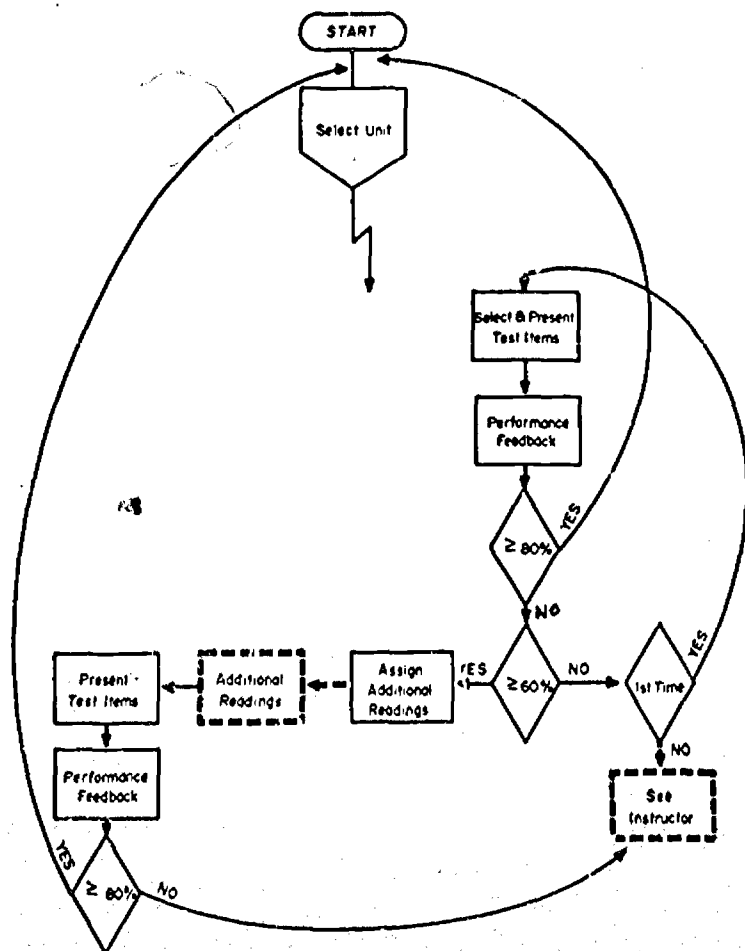 START
Select Unit
Select & Present
Test Items
Performance
Feedback
≥ 80%
YES
NO
≥ 60%
YES
NO
1st Time
YES
NO
See
Instructor
Assign
Additional
Readings
Additional
Readings
Present
Test Items
Performance
Feedback
≥ 80%
YES
NO